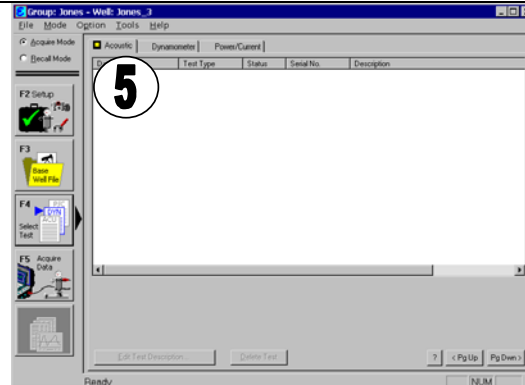 Group: Jones - Well: Jones_3
File Mode Option Tools Help
Acquire Mode
Recall Mode
Acoustic Dynamometer Power/Current
Test Type Status Serial No. Description
5
F2 Setup
F3
Base
Well File
F4
DYN
Select
Test
F5 Acquire
Data
Edit Test Description... Delete Test ? < Pg Up Pg Dwn >
Ready NUM